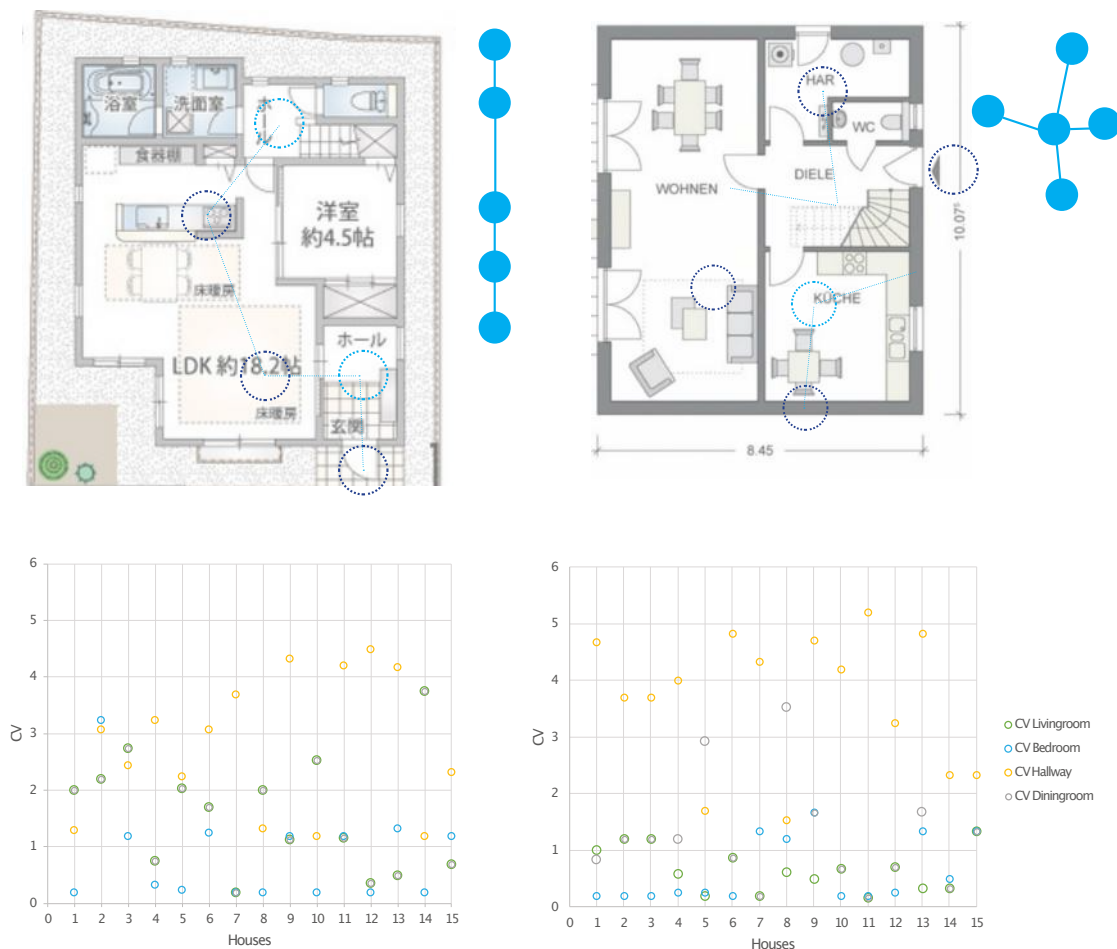 浴室
洗面室
ホール
食器棚
洋室
約4.5帖
床暖房
ホール
LDK 約18.2帖
床暖房
玄関
HAR
WC
WOHNEN
DIELE
KÜCHE
10.07⁵
8.45
6
5
4
3
2
1
0
CV
0 1 2 3 4 5 6 7 8 9 10 11 12 13 14 15
Houses
6
5
4
3
2
1
0
CV
0 1 2 3 4 5 6 7 8 9 10 11 12 13 14 15
Houses
CV Livingroom
CV Bedroom
CV Hallway
CV Diningroom